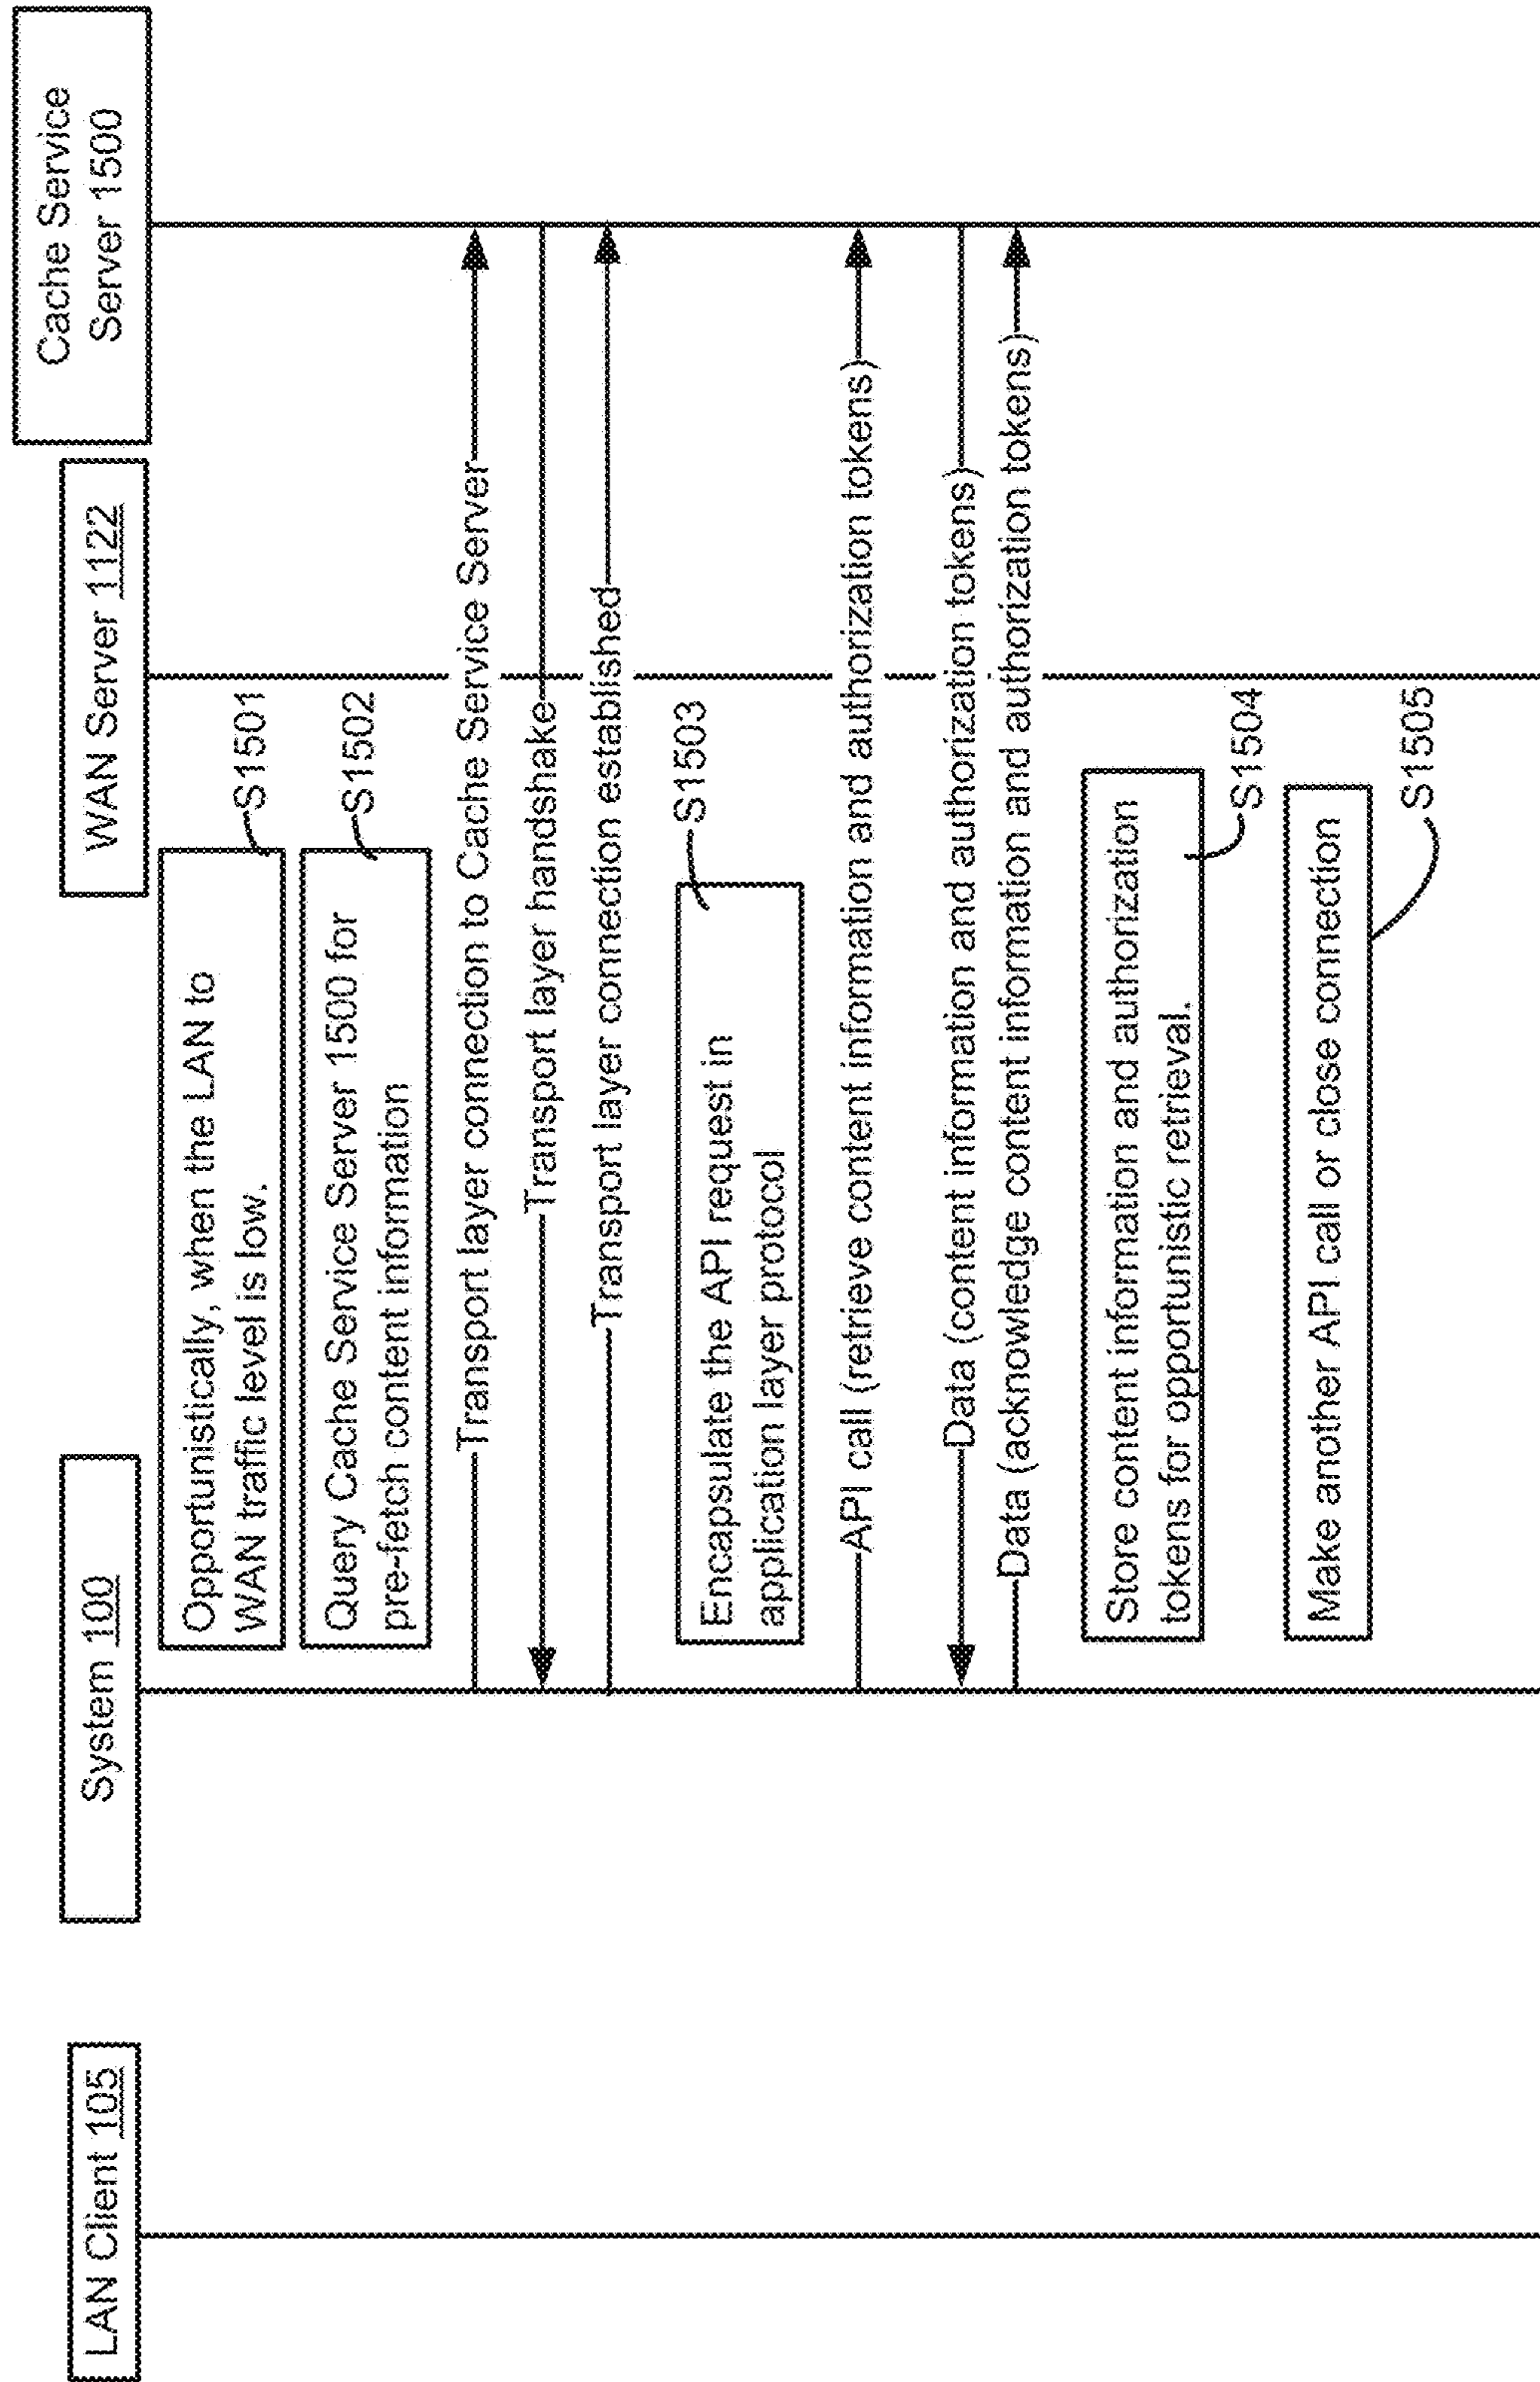 LAN Client 105
System 100
WAN Server 1122
Cache Service
Server 1500
Opportunistically, when the LAN to
WAN traffic level is low.
S1501
Query Cache Service Server 1500 for
pre-fetch content information
S1502
Transport layer connection to Cache Service Server
Transport layer handshake
Transport layer connection established
Encapsulate the API request in
application layer protocol
S1503
API call (retrieve content information and authorization tokens)
Data (content information and authorization tokens)
Data (acknowledge content information and authorization tokens)
Store content information and authorization
tokens for opportunistic retrieval.
S1504
Make another API call or close connection
S1505